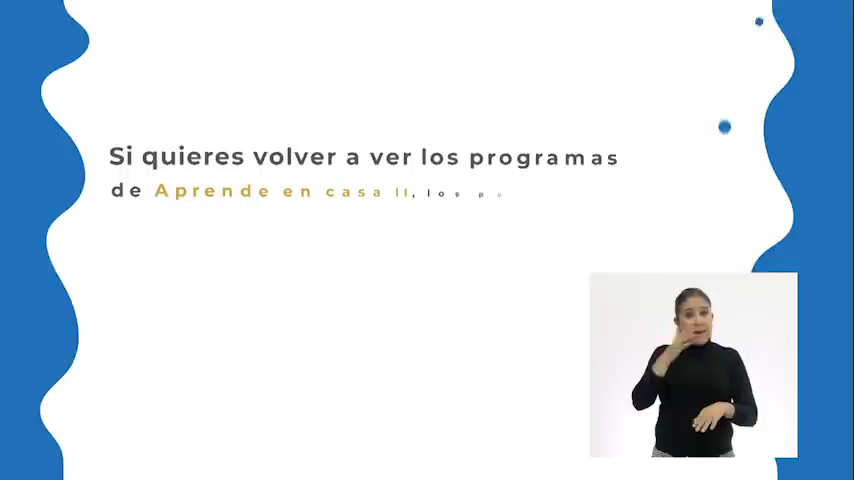 Si quieres volver a ver los programas
de Aprende en casa II, los